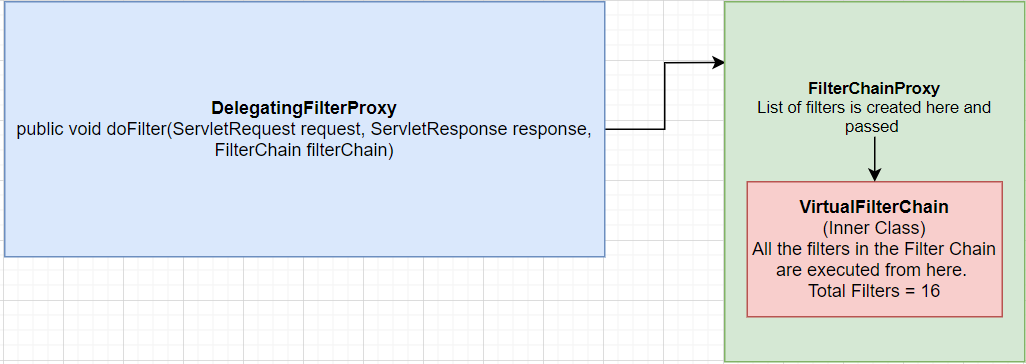 DelegatingFilterProxy
public void doFilter(ServletRequest request, ServletResponse response,
FilterChain filterChain)
FilterChainProxy
List of filters is created here and
passed
VirtualFilterChain
(Inner Class)
All the filters in the Filter Chain
are executed from here.
Total Filters = 16